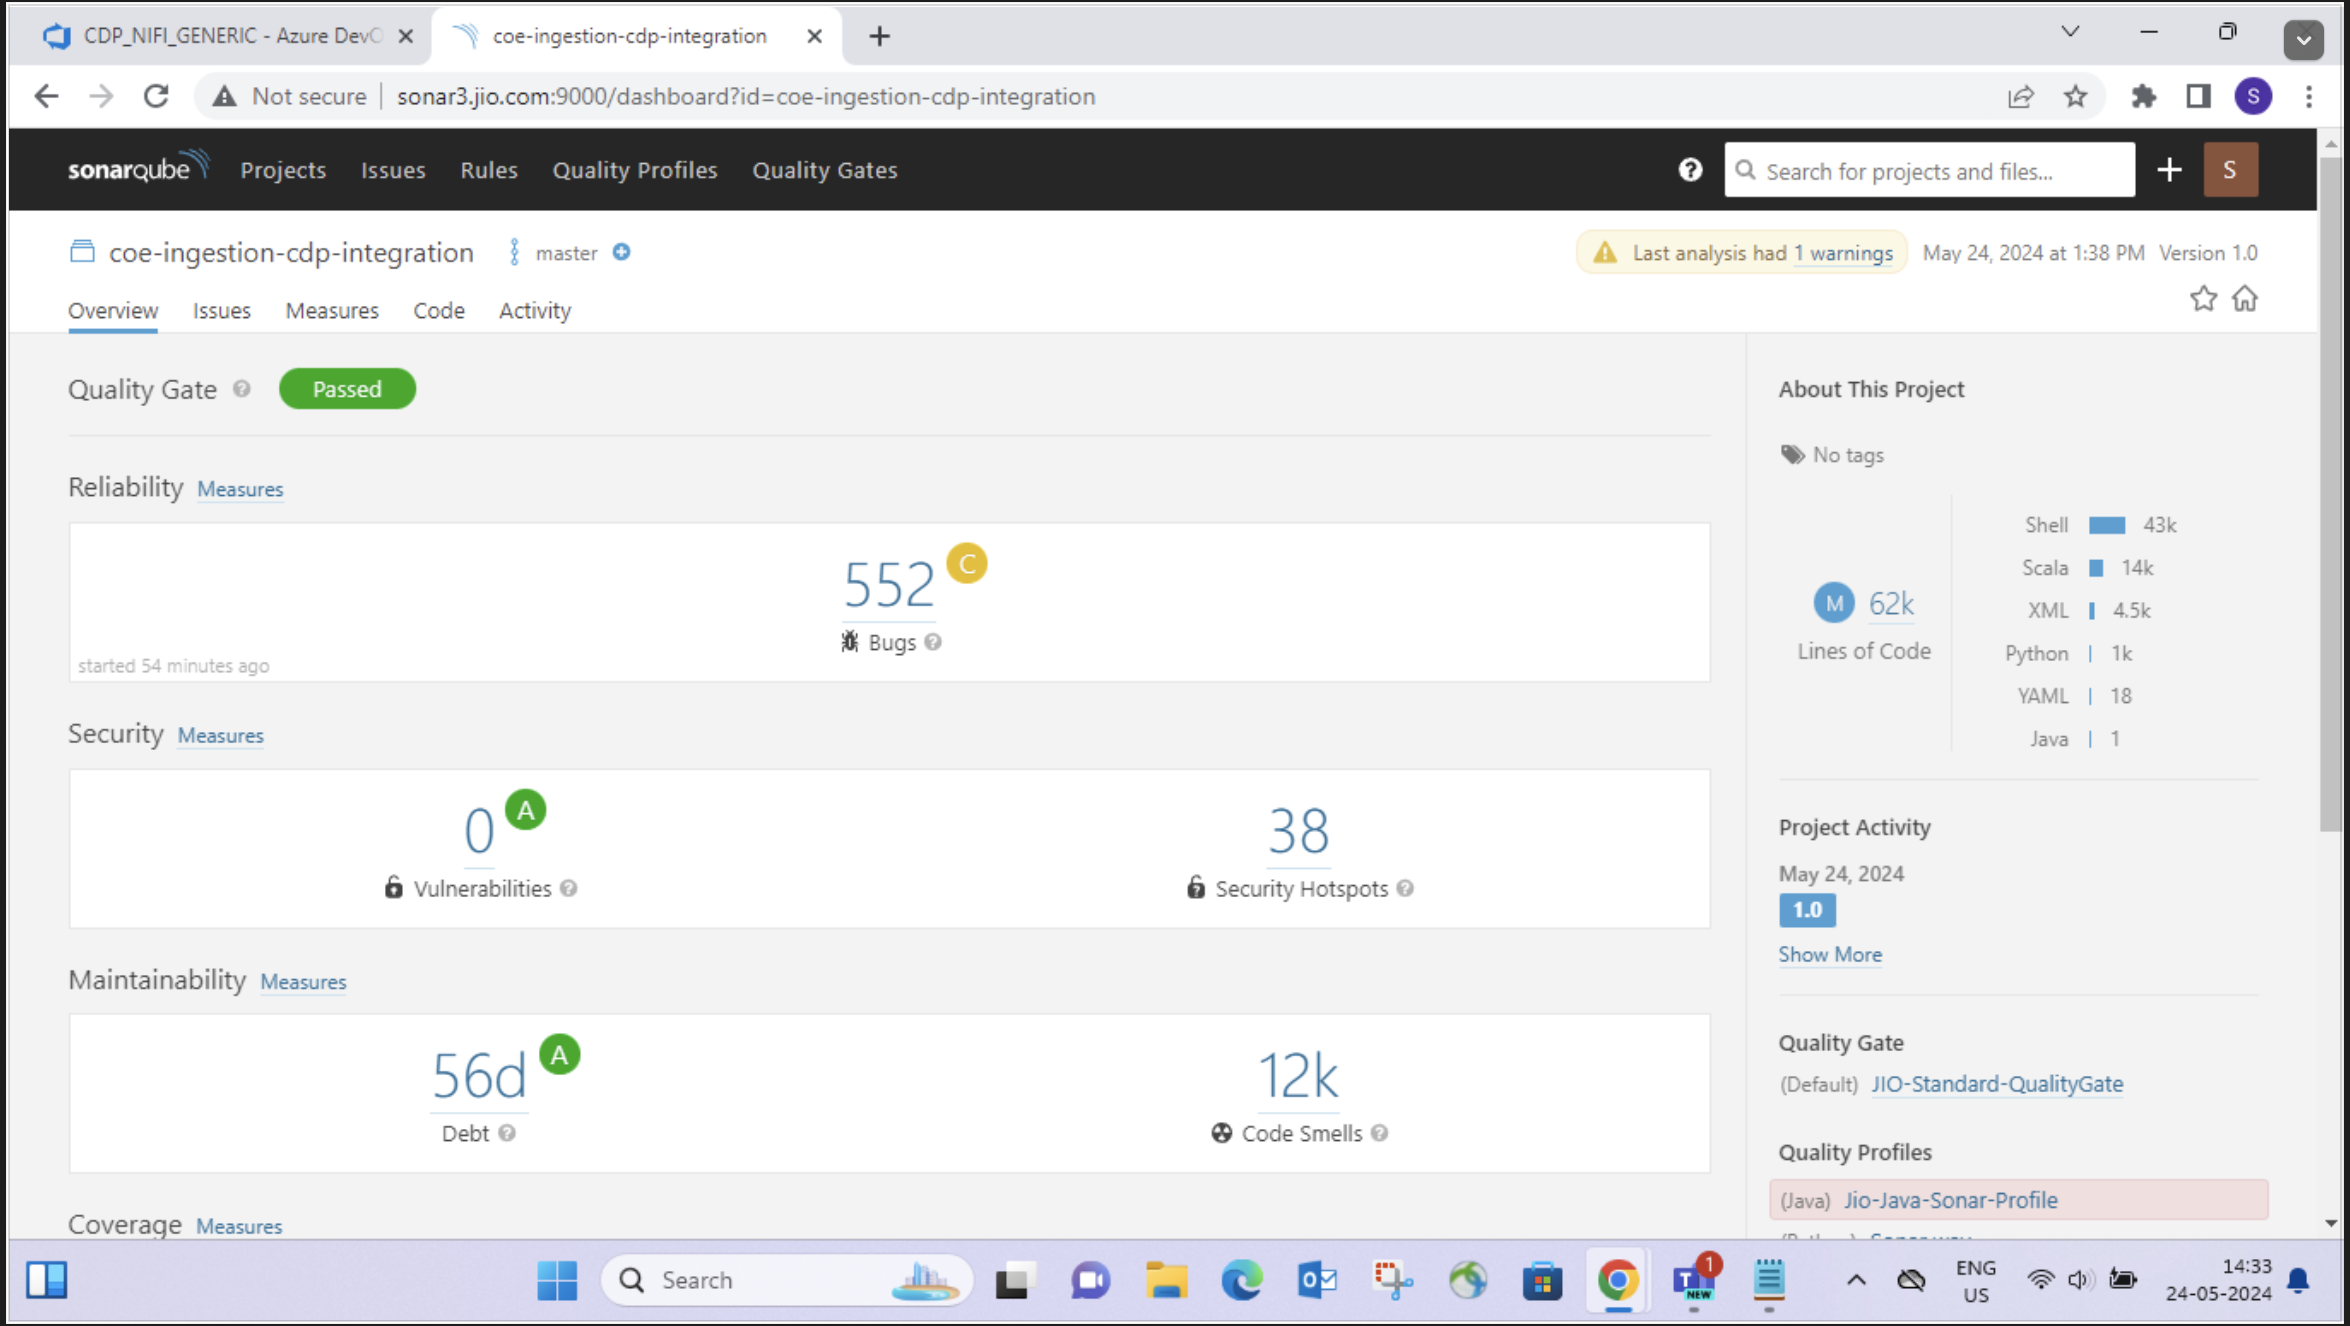 CDP_NIFI_GENERIC - Azure DevO
coe-ingestion-cdp-integration
Not secure
sonar3.jio.com:9000/dashboard?id=coe-ingestion-cdp-integration
S
sonarqube
Projects
Issues
Rules
Quality Profiles
Quality Gates
Search for projects and files...
S
coe-ingestion-cdp-integration
master
Last analysis had 1 warnings
May 24, 2024 at 1:38 PM
Version 1.0
Overview
Issues
Measures
Code
Activity
Quality Gate
Passed
Reliability Measures
552
C
Bugs
started 54 minutes ago
Security Measures
0
A
Vulnerabilities
38
Security Hotspots
Maintainability Measures
56d
A
Debt
12k
Code Smells
Coverage Measures
About This Project
No tags
M 62k
Lines of Code
Shell 43k
Scala 14k
XML 4.5k
Python 1k
YAML 18
Java 1
Project Activity
May 24, 2024
1.0
Show More
Quality Gate
(Default) JIO-Standard-QualityGate
Quality Profiles
(Java) Jio-Java-Sonar-Profile
Search
1
NEW
ENG
US
14:33
24-05-2024